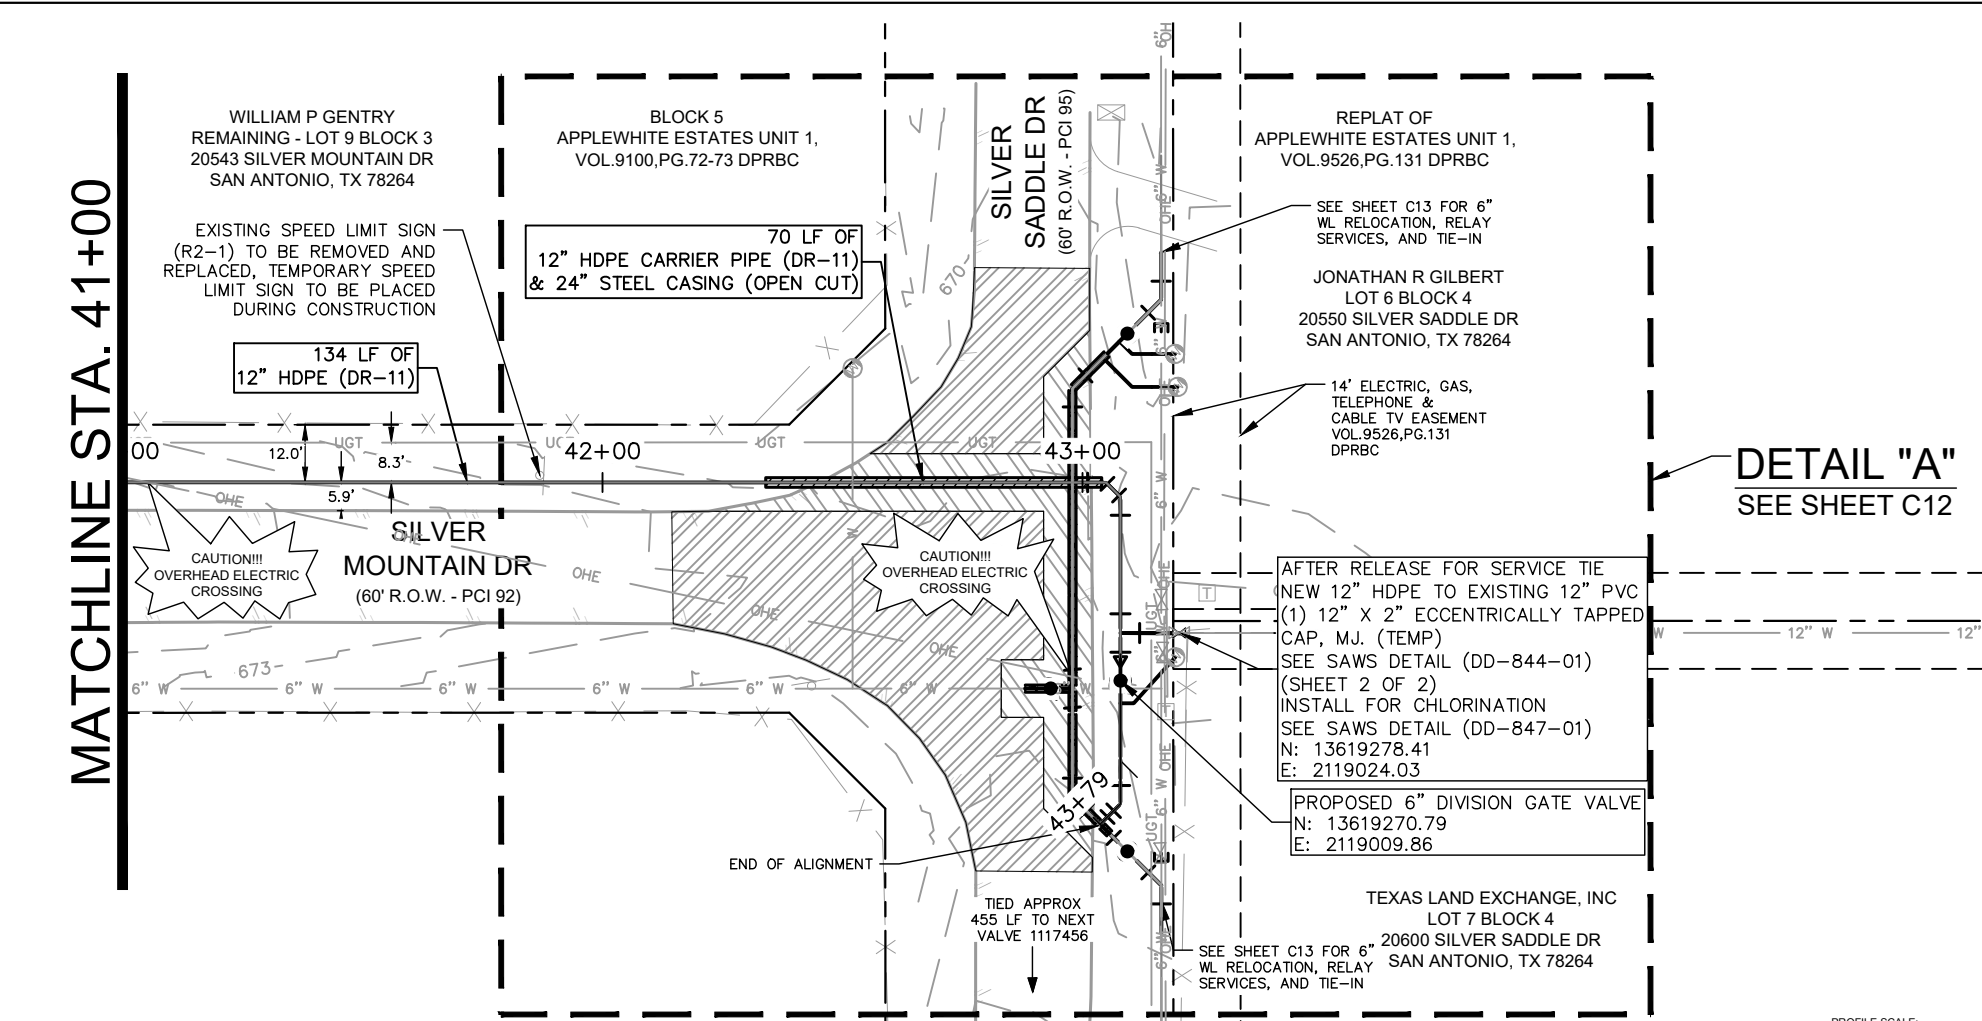 MATCHLINE STA. 41+00
WILLIAM P GENTRY
REMAINING - LOT 9 BLOCK 3
20543 SILVER MOUNTAIN DR
SAN ANTONIO, TX 78264
EXISTING SPEED LIMIT SIGN
(R2-1) TO BE REMOVED AND
REPLACED, TEMPORARY SPEED
LIMIT SIGN TO BE PLACED
DURING CONSTRUCTION
134 LF OF
12" HDPE (DR-11)
BLOCK 5
APPLEWHITE ESTATES UNIT 1,
VOL.9100,PG.72-73 DPRBC
70 LF OF
12" HDPE CARRIER PIPE (DR-11)
& 24" STEEL CASING (OPEN CUT)
SILVER
SADDLE DR
(60' R.O.W. - PCI 95)
670
6" W
OHE
REPLAT OF
APPLEWHITE ESTATES UNIT 1,
VOL.9526,PG.131 DPRBC
SEE SHEET C13 FOR 6"
WL RELOCATION, RELAY
SERVICES, AND TIE-IN
JONATHAN R GILBERT
LOT 6 BLOCK 4
20550 SILVER SADDLE DR
SAN ANTONIO, TX 78264
14' ELECTRIC, GAS,
TELEPHONE &
CABLE TV EASEMENT
VOL.9526,PG.131
DPRBC
DETAIL "A"
SEE SHEET C12
00
12.0'
8.3'
5.9'
UGT
UGT
UGT
42+00
43+00
OHE
OHE
OHE
OHE
OHE
SILVER
MOUNTAIN DR
(60' R.O.W. - PCI 92)
CAUTION!!!
OVERHEAD ELECTRIC
CROSSING
CAUTION!!!
OVERHEAD ELECTRIC
CROSSING
W
T
673
6" W
6" W
6" W
6" W
6" W
6" W
W
AFTER RELEASE FOR SERVICE TIE
NEW 12" HDPE TO EXISTING 12" PVC
(1) 12" X 2" ECCENTRICALLY TAPPED
CAP, MJ. (TEMP)
SEE SAWS DETAIL (DD-844-01)
(SHEET 2 OF 2)
INSTALL FOR CHLORINATION
SEE SAWS DETAIL (DD-847-01)
N: 13619278.41
E: 2119024.03
W
12" W
12"
PROPOSED 6" DIVISION GATE VALVE
N: 13619270.79
E: 2119009.86
43+79
UGT
UGT
END OF ALIGNMENT
TIED APPROX
455 LF TO NEXT
VALVE 1117456
SEE SHEET C13 FOR 6"
WL RELOCATION, RELAY
SERVICES, AND TIE-IN
TEXAS LAND EXCHANGE, INC
LOT 7 BLOCK 4
20600 SILVER SADDLE DR
SAN ANTONIO, TX 78264